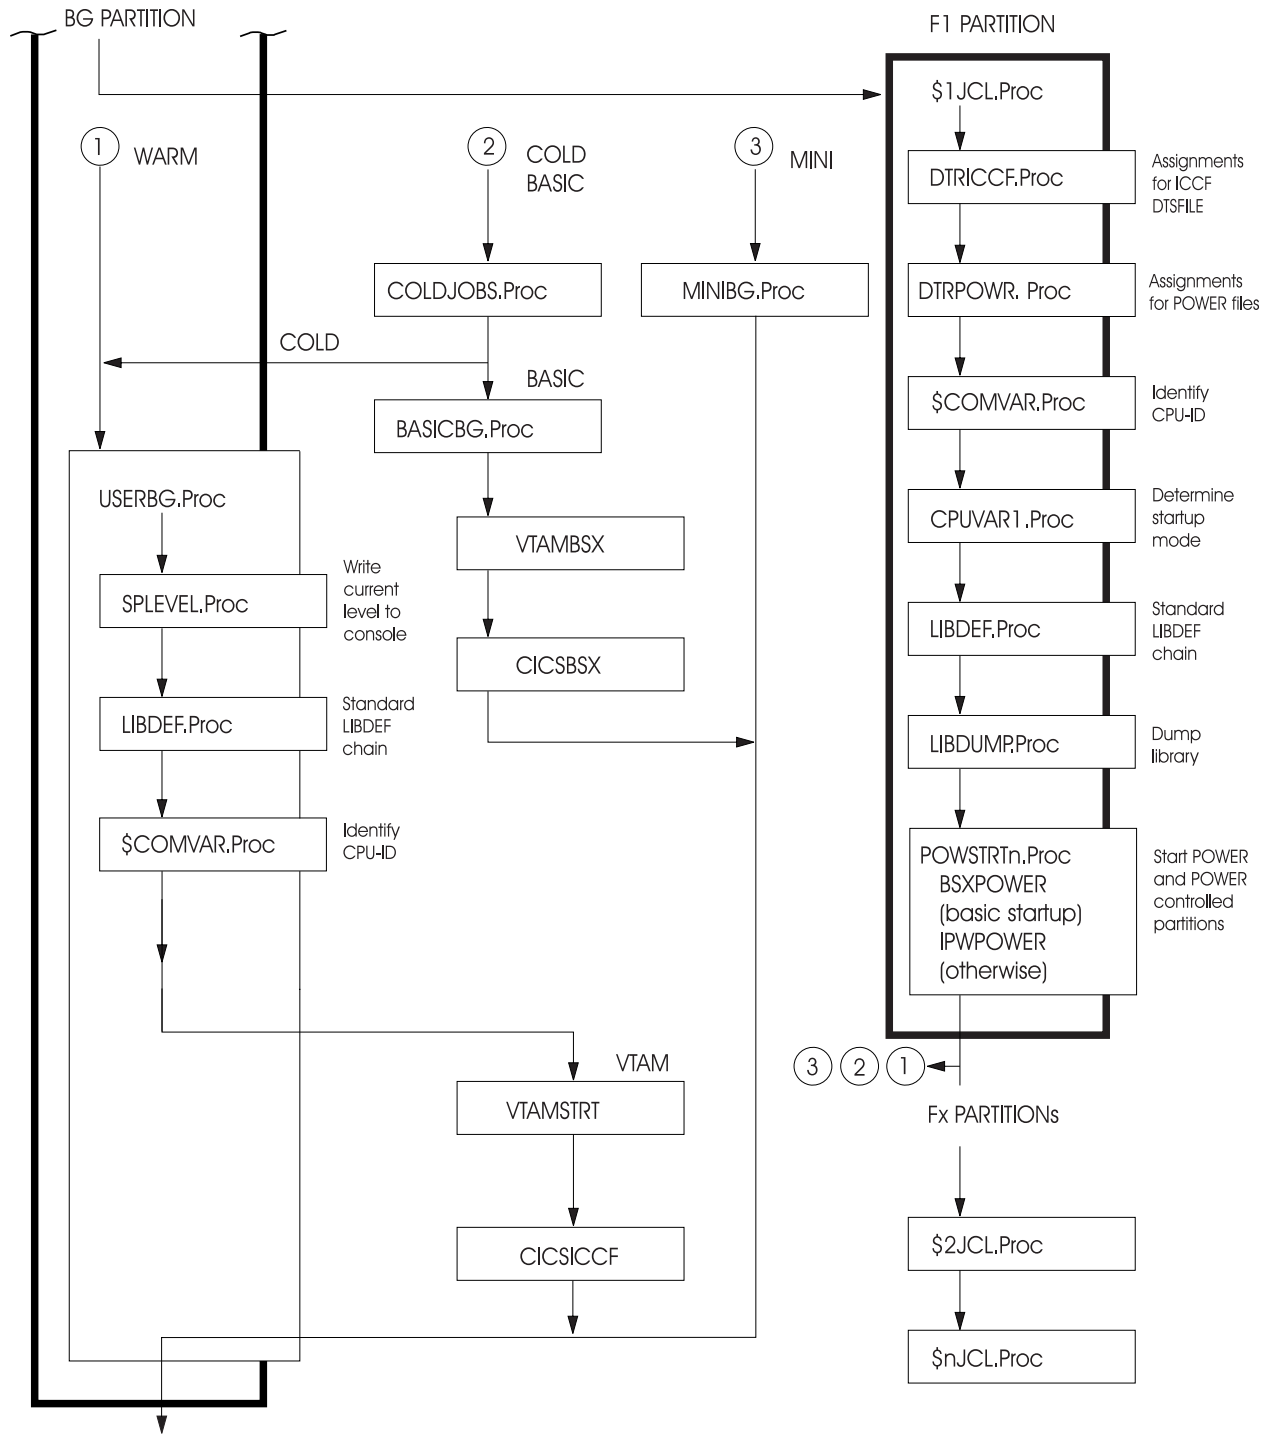 BG PARTITION
F1 PARTITION
$1JCL.Proc
1
WARM
2
COLD
BASIC
3
MINI
DTRICCF.Proc
Assignments
for ICCF
DTSFILE
COLDJOBS.Proc
MINIBG.Proc
DTRPOWR. Proc
Assignments
for POWER files
COLD
BASIC
BASICBG.Proc
$COMVAR.Proc
Identify
CPU-ID
USERBG.Proc
VTAMBSX
CPUVAR1.Proc
Determine
startup
mode
SPLEVEL.Proc
Write
current
level to
console
CICSBSX
LIBDEF.Proc
Standard
LIBDEF
chain
LIBDEF.Proc
Standard
LIBDEF
chain
LIBDUMP.Proc
Dump
library
$COMVAR.Proc
Identify
CPU-ID
POWSTRTn.Proc
BSXPOWER
(basic startup)
IPWPOWER
(otherwise)
Start POWER
and POWER
controlled
partitions
VTAM
3 2 1
VTAMSTRT
Fx PARTITIONs
CICSICCF
$2JCL.Proc
$nJCL.Proc